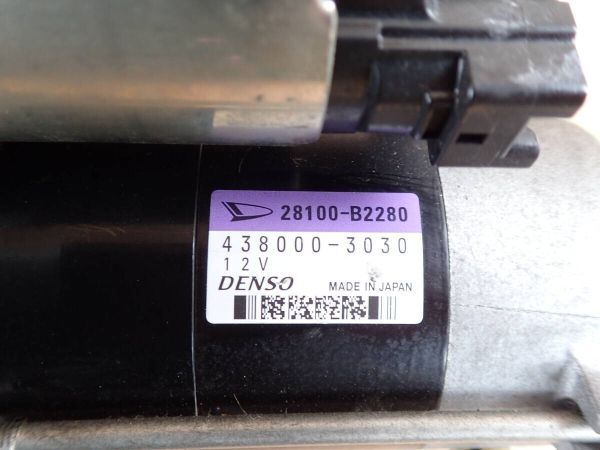 28100-B2280
438000-3030
12V
DENSO MADE IN JAPAN